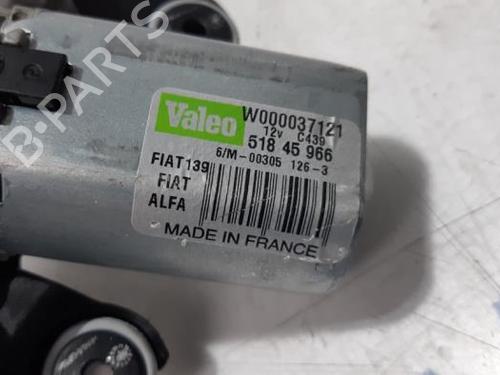 Valeo
W000037121
12V C439
518 45 966
6/M-00305 126-3
FIAT139
FIAT
ALFA
MADE IN FRANCE
B-PARTS